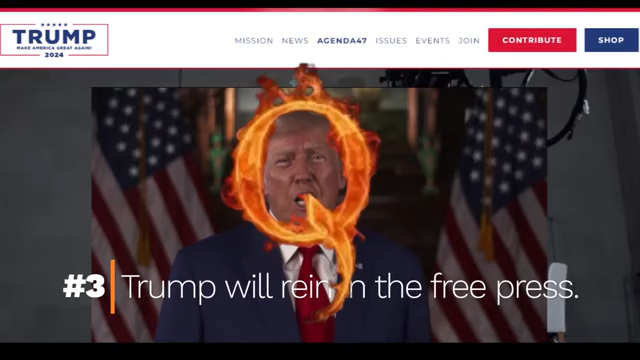 TRUMP
MAKE AMERICA GREAT AGAIN!
2024
MISSION NEWS AGENDA47 ISSUES EVENTS JOIN CONTRIBUTE SHOP
Q
#3 Trump will rein in the free press.